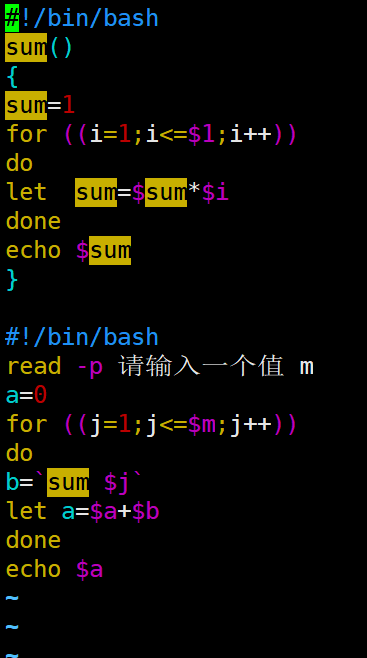 #!/bin/bash
sum()
{
sum=1
for ((i=1;i<=$1;i++))
do
let  sum=$sum*$i
done
echo $sum
}

#!/bin/bash
read -p 请输入一个值 m
a=0
for ((j=1;j<=$m;j++))
do
b=`sum $j`
let a=$a+$b
done
echo $a
~
~
~